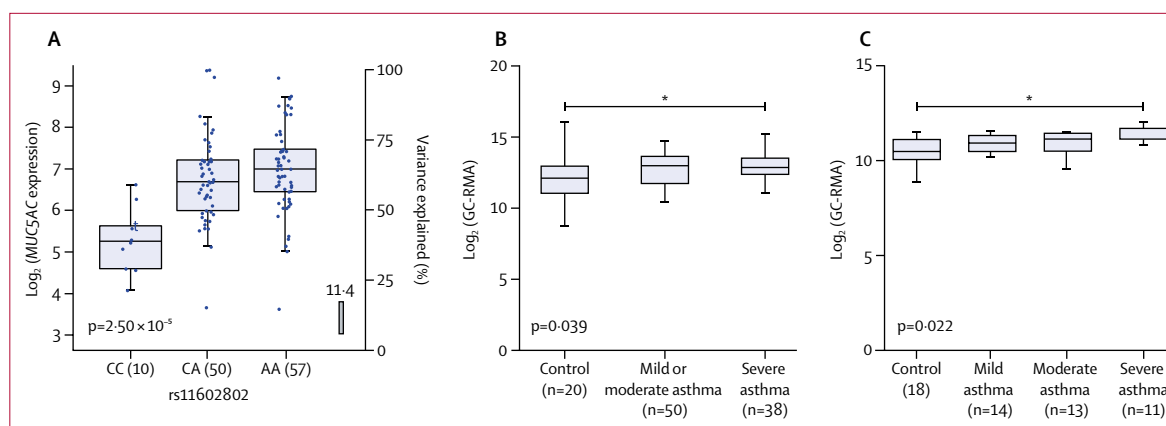 A
Log₂ (MUC5AC expression)
9
8
7
6
5
4
3
p=2·50 × 10⁻⁵
CC (10)
CA (50)
AA (57)
rs11602802
11·4
100
75
50
25
0
Variance explained (%)
B
Log₂ (GC-RMA)
20
15
10
5
0
*
p=0·039
Control
(n=20)
Mild or
moderate asthma
(n=50)
Severe
asthma
(n=38)
C
Log₂ (GC-RMA)
15
10
5
0
*
p=0·022
Control
(18)
Mild
asthma
(n=14)
Moderate
asthma
(n=13)
Severe
asthma
(n=11)